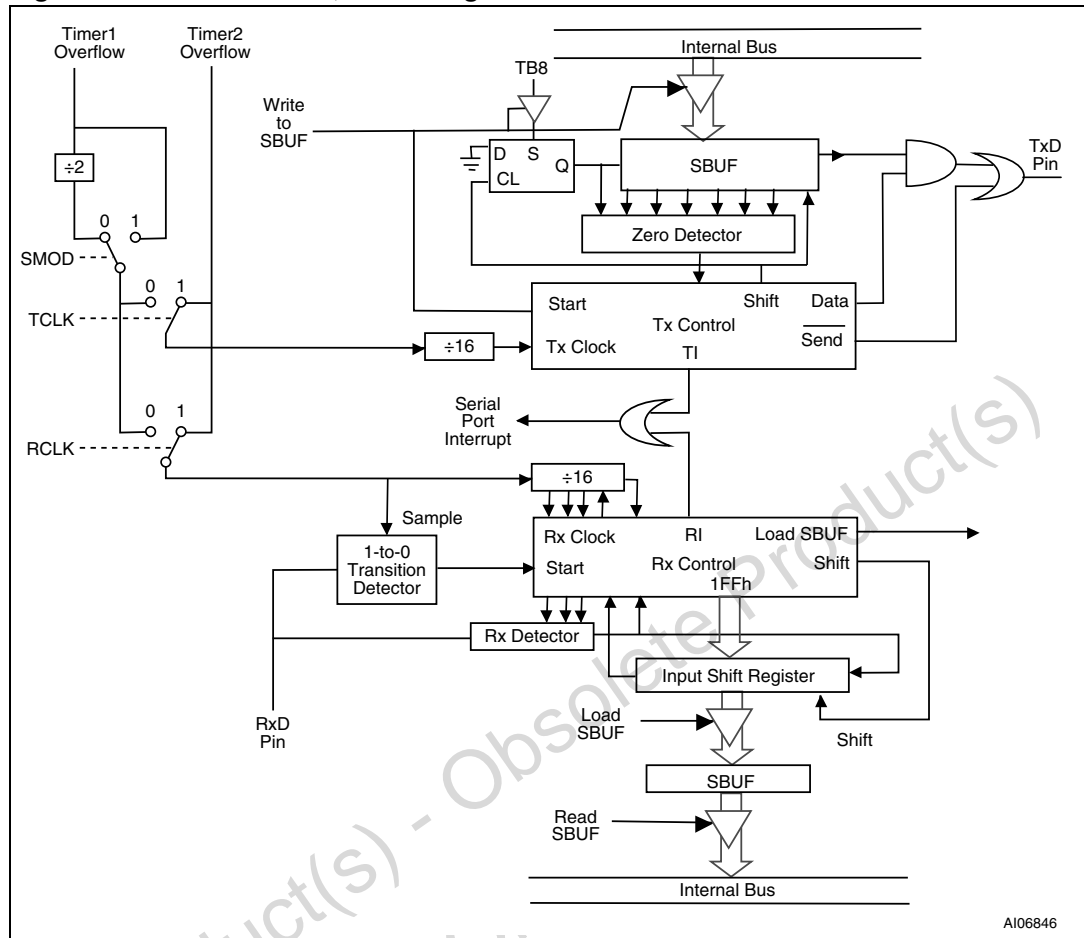 Timer1
Overflow
Timer2
Overflow
Internal Bus
TB8
Write
to
SBUF
D S
Q
CL
SBUF
TxD
Pin
÷2
Zero Detector
0 1
SMOD
0 1
TCLK
Start
Shift
Data
Tx Control
Send
÷16
Tx Clock
TI
Serial
Port
Interrupt
0 1
RCLK
÷16
Sample
Rx Clock
RI
Load SBUF
1-to-0
Transition
Detector
Start
Rx Control
Shift
1FFh
Rx Detector
Input Shift Register
RxD
Pin
Load
SBUF
Shift
SBUF
Read
SBUF
Internal Bus
AI06846
duct(s) - Obsolete Product(s)